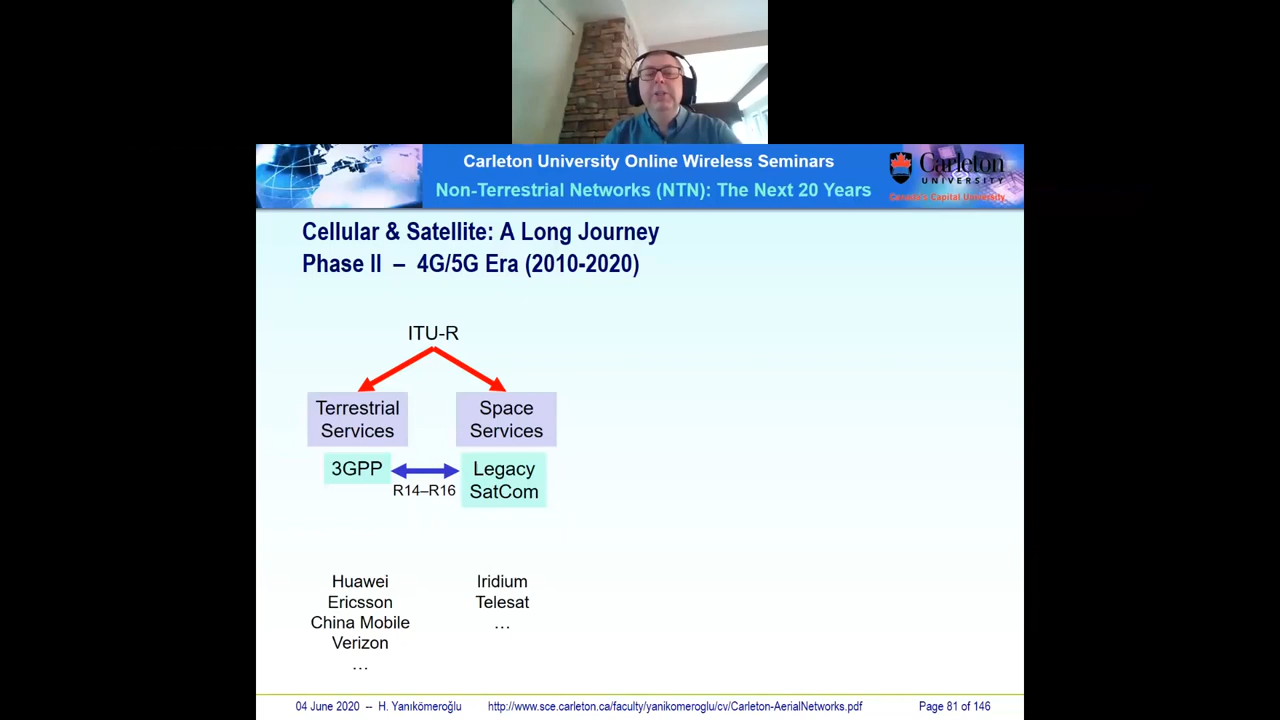 Carleton University Online Wireless Seminars
Non-Terrestrial Networks (NTN): The Next 20 Years
Carleton
UNIVERSITY
Canada's Capital University
Cellular & Satellite: A Long Journey
Phase II – 4G/5G Era (2010-2020)
ITU-R
Terrestrial
Services
Space
Services
3GPP
R14–R16
Legacy
SatCom
Huawei
Ericsson
China Mobile
Verizon
…
Iridium
Telesat
…
04 June 2020 -- H. Yanıkömeroğlu
http://www.sce.carleton.ca/faculty/yanikomeroglu/cv/Carleton-AerialNetworks.pdf
Page 81 of 146